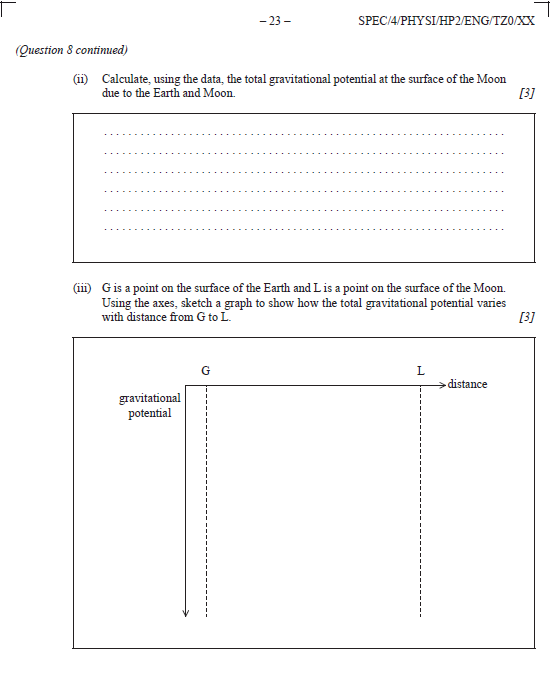 – 23 –
SPEC/4/PHYSI/HP2/ENG/TZ0/XX
(Question 8 continued)
(ii) Calculate, using the data, the total gravitational potential at the surface of the Moon
due to the Earth and Moon.
[3]
(iii) G is a point on the surface of the Earth and L is a point on the surface of the Moon.
Using the axes, sketch a graph to show how the total gravitational potential varies
with distance from G to L.
[3]
G
L
distance
gravitational
potential